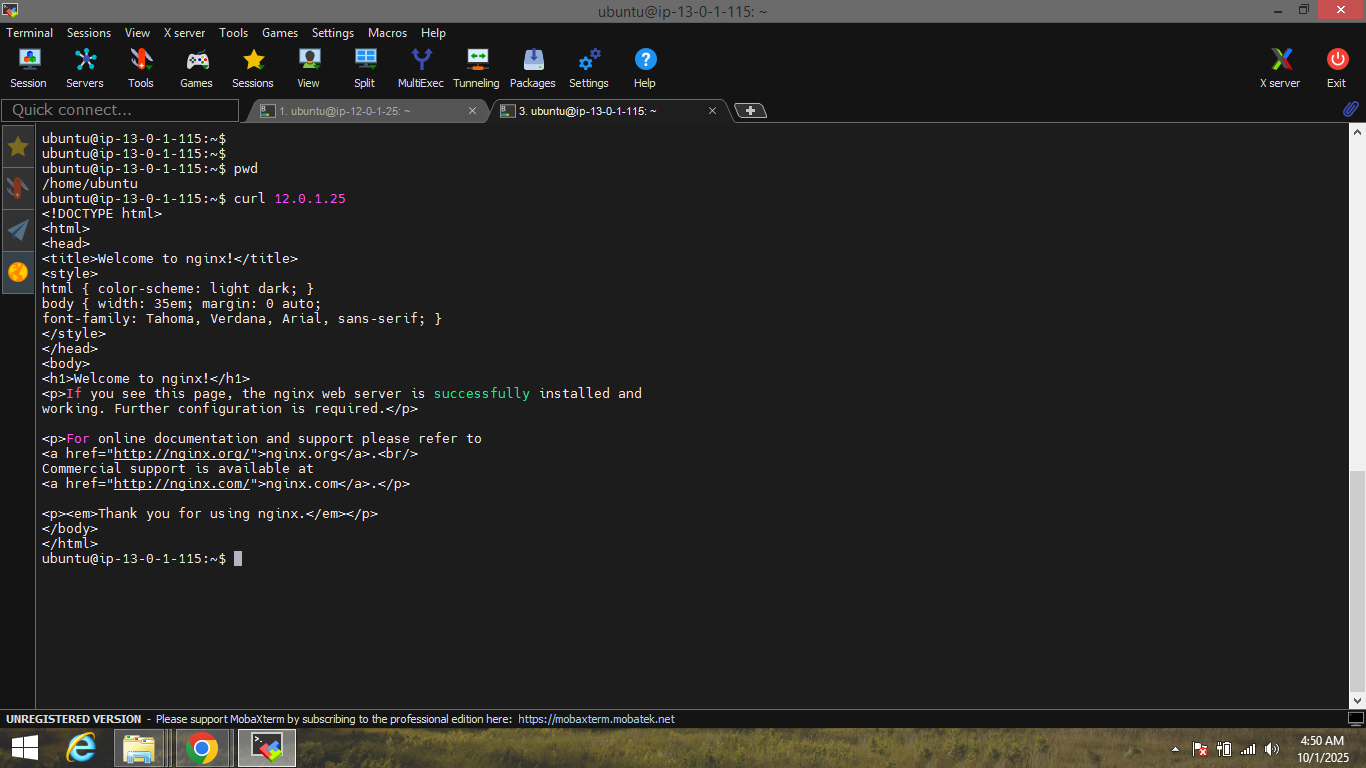 ubuntu@ip-13-0-1-115: ~
Terminal Sessions View X server Tools Games Settings Macros Help
Session Servers Tools Games Sessions View Split MultiExec Tunneling Packages Settings Help X server Exit
Quick connect... 1. ubuntu@ip-12-0-1-25: ~ 3. ubuntu@ip-13-0-1-115: ~
ubuntu@ip-13-0-1-115:~$
ubuntu@ip-13-0-1-115:~$
ubuntu@ip-13-0-1-115:~$ pwd
/home/ubuntu
ubuntu@ip-13-0-1-115:~$ curl 12.0.1.25
<!DOCTYPE html>
<html>
<head>
<title>Welcome to nginx!</title>
<style>
html { color-scheme: light dark; }
body { width: 35em; margin: 0 auto;
font-family: Tahoma, Verdana, Arial, sans-serif; }
</style>
</head>
<body>
<h1>Welcome to nginx!</h1>
<p>If you see this page, the nginx web server is successfully installed and
working. Further configuration is required.</p>
<p>For online documentation and support please refer to
<a href="http://nginx.org/">nginx.org</a>.<br/>
Commercial support is available at
<a href="http://nginx.com/">nginx.com</a>.</p>
<p><em>Thank you for using nginx.</em></p>
</body>
</html>
ubuntu@ip-13-0-1-115:~$
UNREGISTERED VERSION - Please support MobaXterm by subscribing to the professional edition here: https://mobaxterm.mobatek.net
4:50 AM
10/1/2025